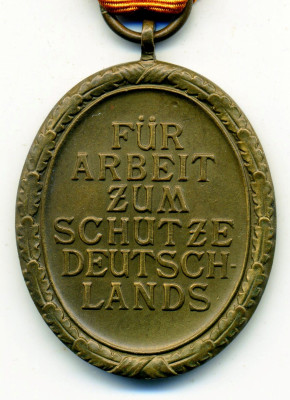 FÜR
ARBEIT
ZUM
SCHUTZE
DEUTSCH-
LANDS